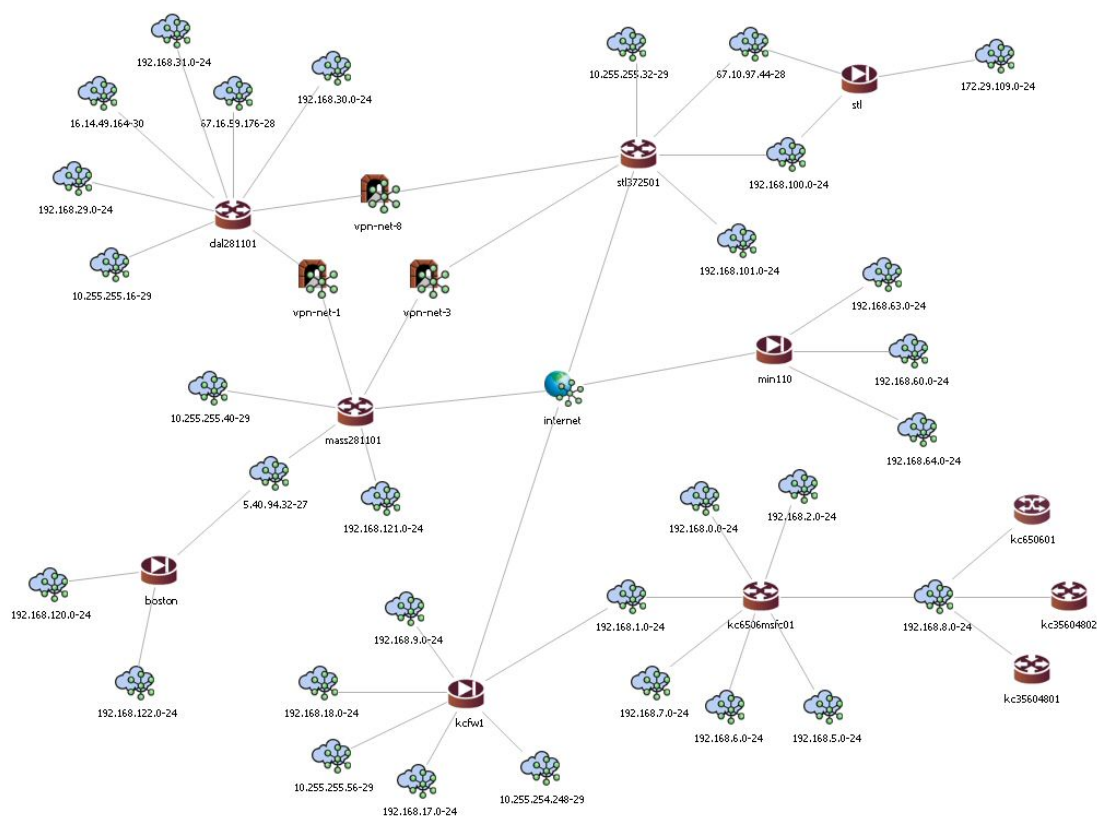 192.168.31.0-24
10.255.255.32-29
67.10.97.44-28
172.29.109.0-24
192.168.30.0-24
stl
16.14.49.164-30
67.16.59.176-28
192.168.29.0-24
stl372501
192.168.100.0-24
vpn-net-8
dal281101
192.168.101.0-24
10.255.255.16-29
vpn-net-1
vpn-net-3
192.168.63.0-24
min110
192.168.60.0-24
10.255.255.40-29
internet
mass281101
192.168.64.0-24
5.40.94.32-27
192.168.121.0-24
192.168.0.0-24
192.168.2.0-24
kc650601
boston
192.168.120.0-24
192.168.9.0-24
192.168.1.0-24
kc6506msfc01
192.168.8.0-24
kc35604802
192.168.122.0-24
192.168.18.0-24
kcfw1
192.168.7.0-24
192.168.6.0-24
192.168.5.0-24
kc35604801
10.255.255.56-29
192.168.17.0-24
10.255.254.248-29